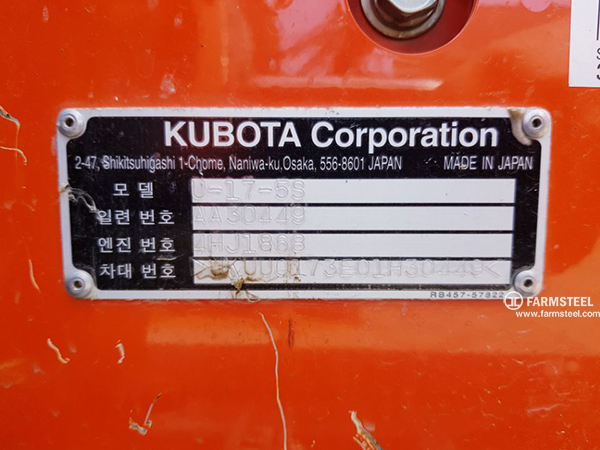 KUBOTA Corporation
2-47, Shikitsuhigashi 1-Chome, Naniwa-ku, Osaka, 556-8601 JAPAN MADE IN JAPAN
모델 U-17-5S
일련 번호 AA30449
엔진 번호 4HJ1888
차대 번호
RB457-57822
FARMSTEEL
www.farmsteel.com